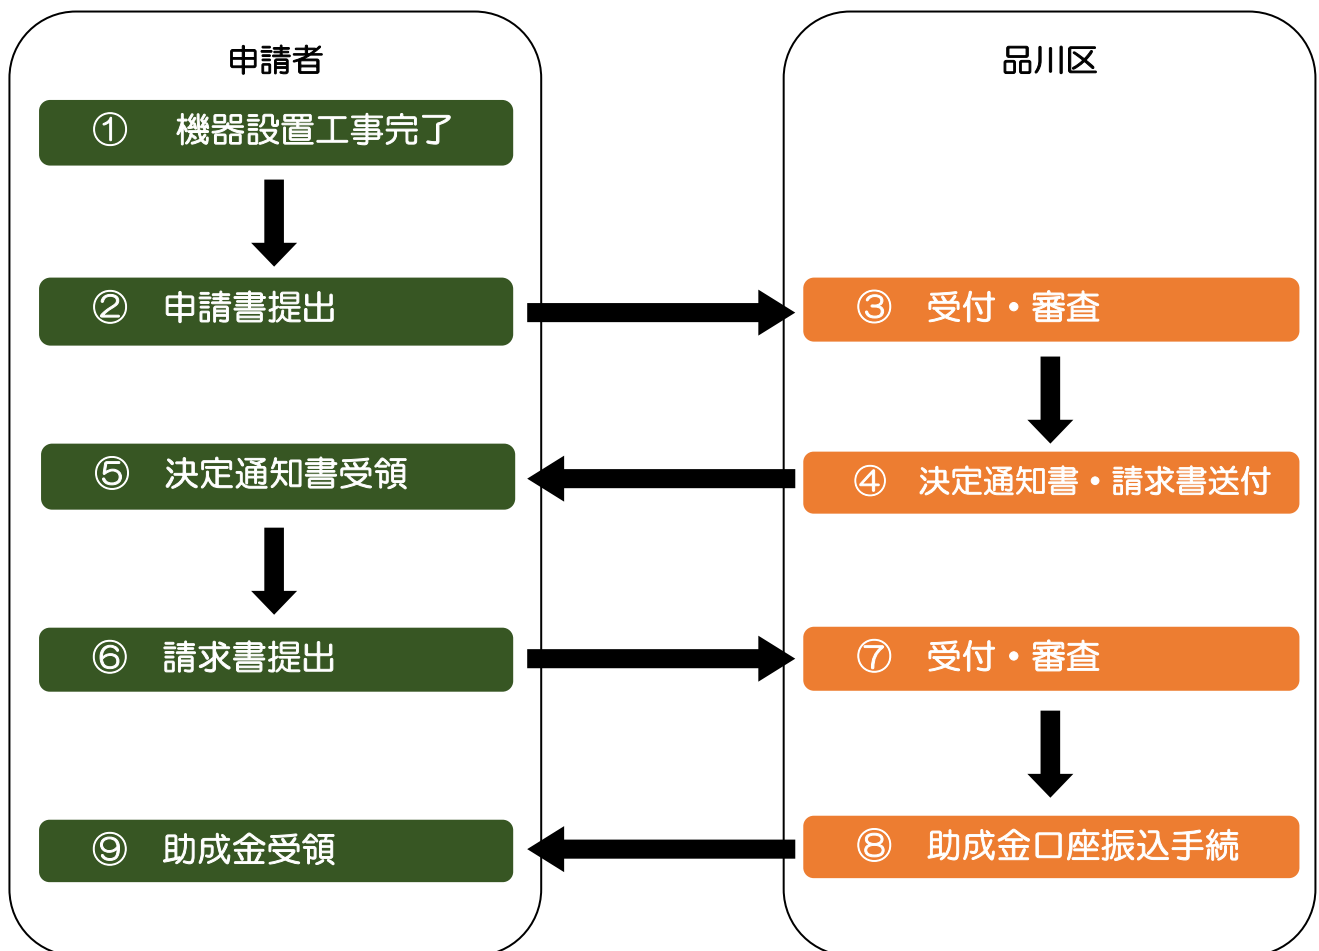 申請者
品川区
① 機器設置工事完了
② 申請書提出
③ 受付・審査
④ 決定通知書・請求書送付
⑤ 決定通知書受領
⑥ 請求書提出
⑦ 受付・審査
⑧ 助成金口座振込手続
⑨ 助成金受領